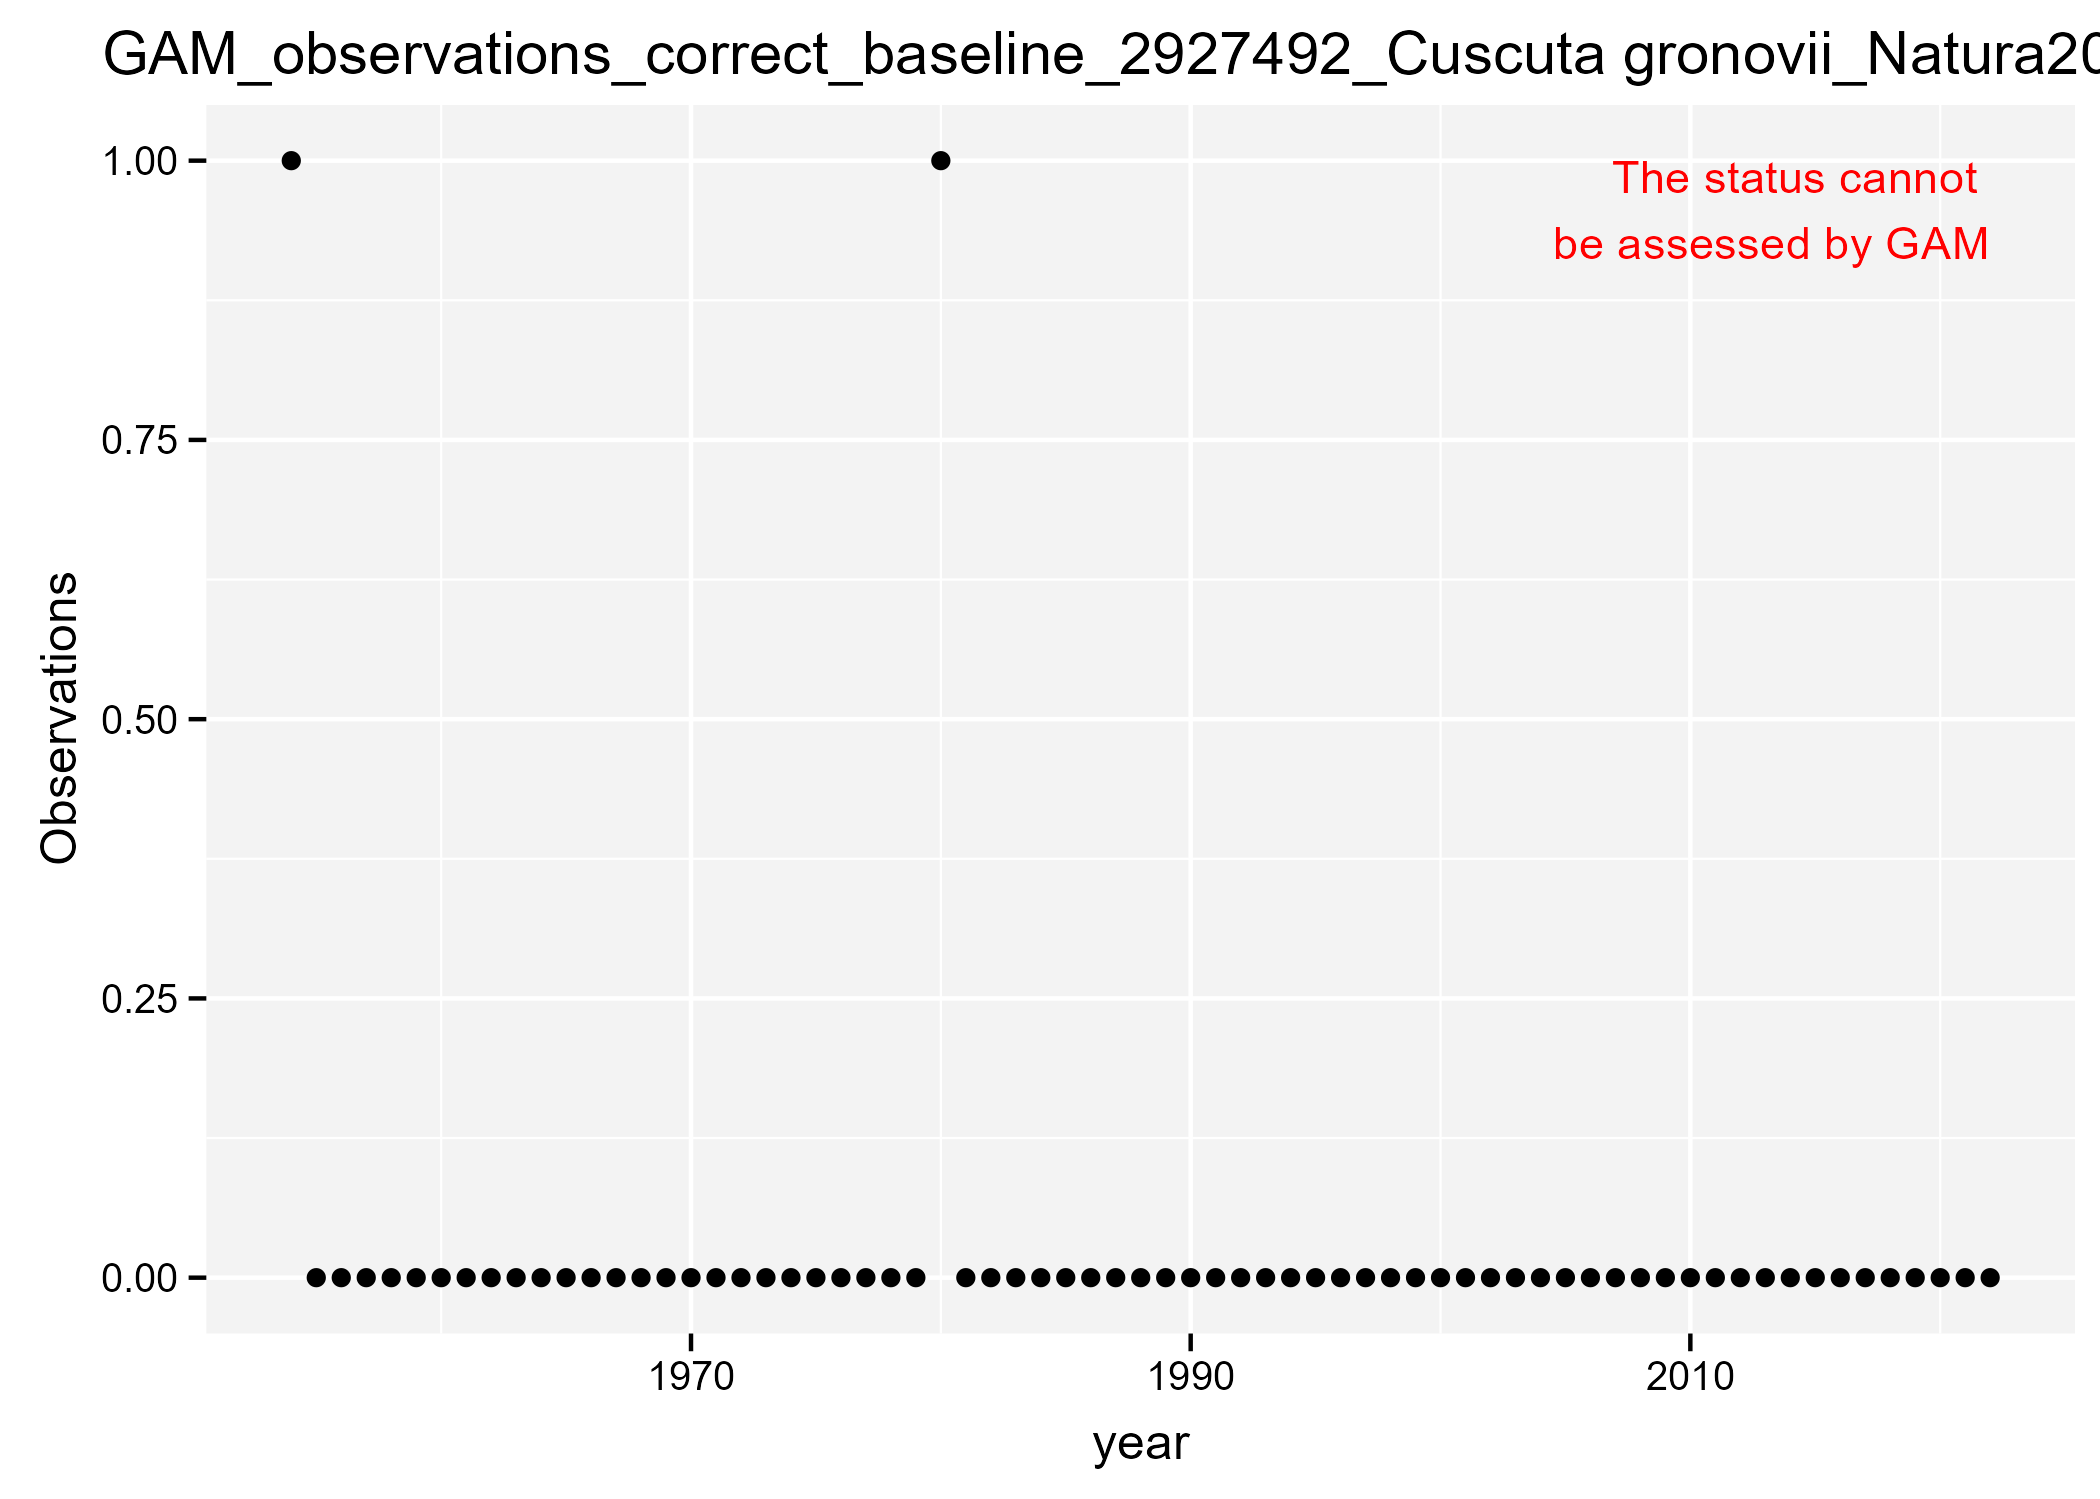 GAM_observations_correct_baseline_2927492_Cuscuta gronovii_Natura20
1.00
The status cannot
be assessed by GAM
0.75
0.50
Observations
0.25
0.00
1970 1990 2010
year